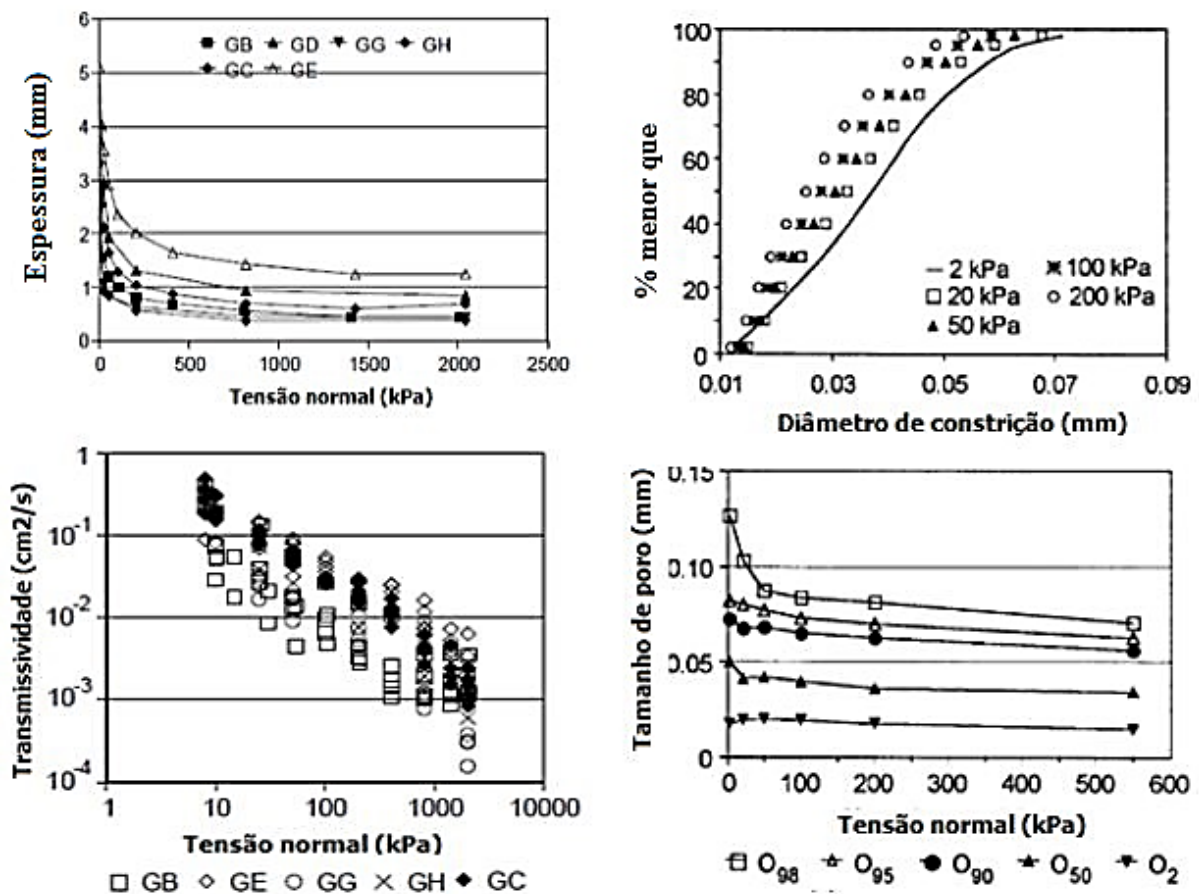 Espessura (mm)
6
5
4
3
2
1
0
GB GD GG GH
GC GE
0 500 1000 1500 2000 2500
Tensão normal (kPa)
% menor que
100
80
60
40
20
0
2 kPa 100 kPa
20 kPa 200 kPa
50 kPa
0.01 0.03 0.05 0.07 0.09
Diâmetro de constrição (mm)
Transmissividade (cm2/s)
1
10-1
10-2
10-3
10-4
1 10 100 1000 10000
Tensão normal (kPa)
GB GE GG GH GC
Tamanho de poro (mm)
0.15
0.10
0.05
0
0 100 200 300 400 500 600
Tensão normal (kPa)
O98 O95 O90 O50 O2